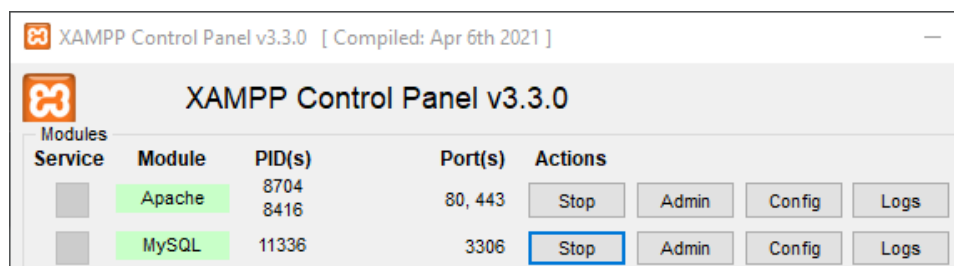 XAMPP Control Panel v3.3.0 [ Compiled: Apr 6th 2021 ]
XAMPP Control Panel v3.3.0
Modules
Service Module PID(s) Port(s) Actions
Apache 8704 8416 80, 443 Stop Admin Config Logs
MySQL 11336 3306 Stop Admin Config Logs